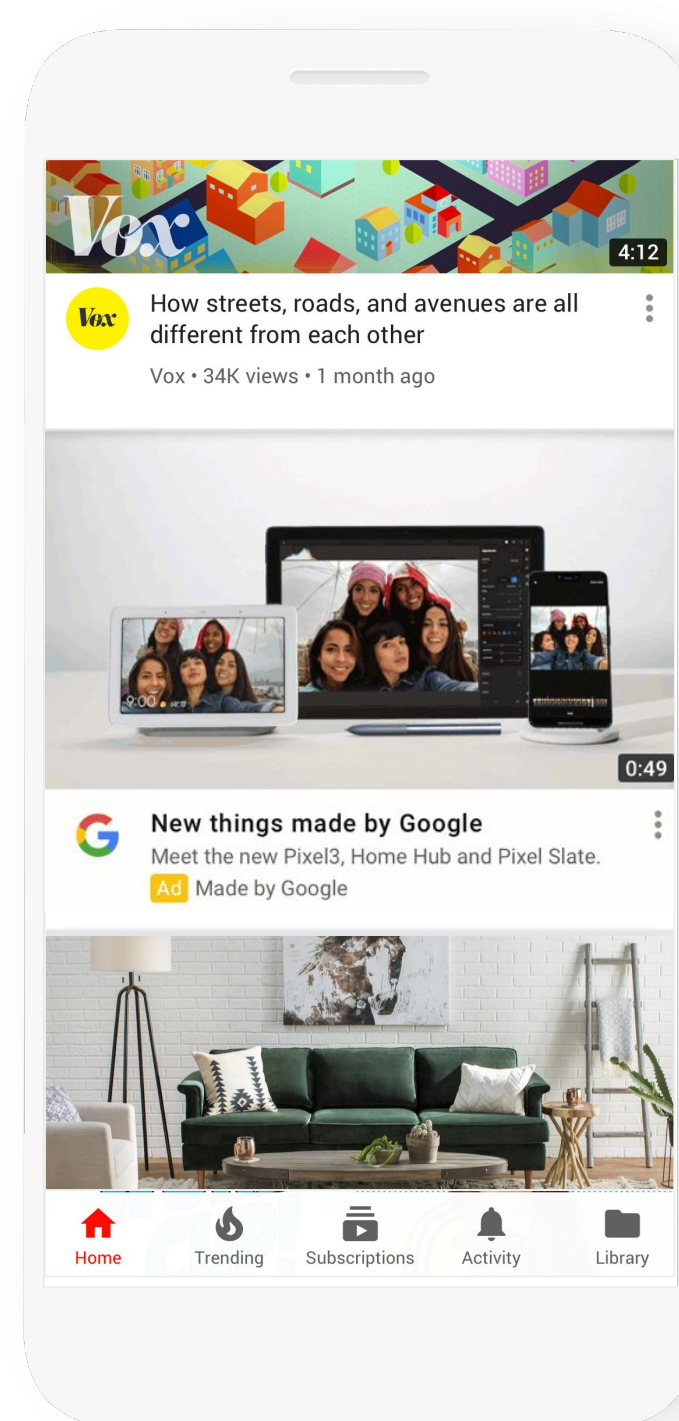 Vox
4:12
Vox
How streets, roads, and avenues are all
different from each other
Vox • 34K views • 1 month ago
9:00
0:49
New things made by Google
Meet the new Pixel3, Home Hub and Pixel Slate.
Ad Made by Google
Home
Trending
Subscriptions
Activity
Library